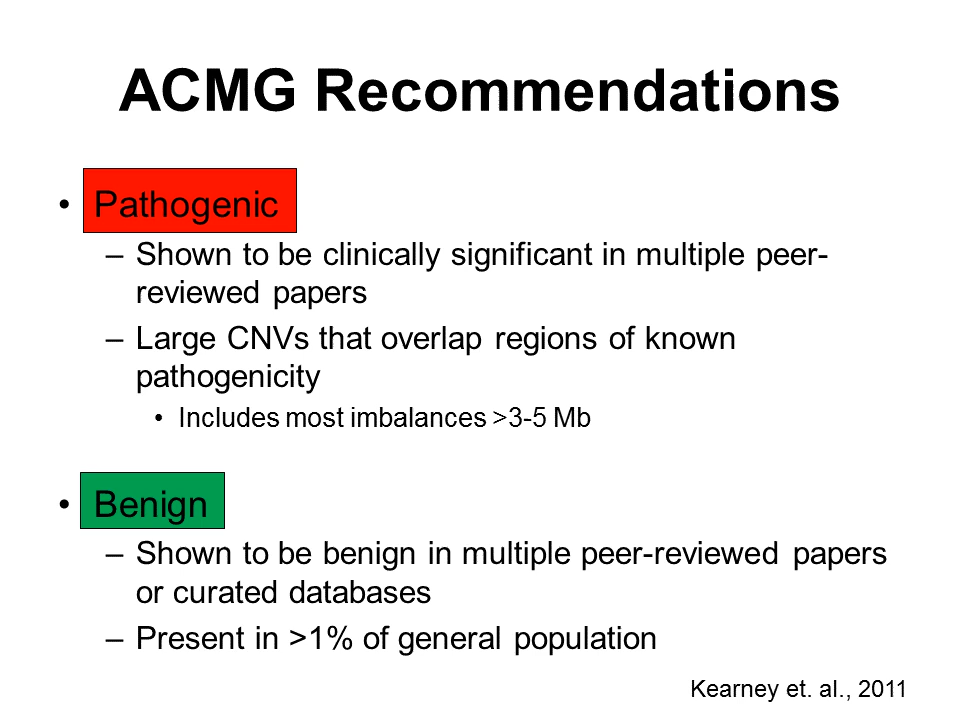 ACMG Recommendations
• Pathogenic
– Shown to be clinically significant in multiple peer-
reviewed papers
– Large CNVs that overlap regions of known
pathogenicity
• Includes most imbalances >3-5 Mb
• Benign
– Shown to be benign in multiple peer-reviewed papers
or curated databases
– Present in >1% of general population
Kearney et. al., 2011